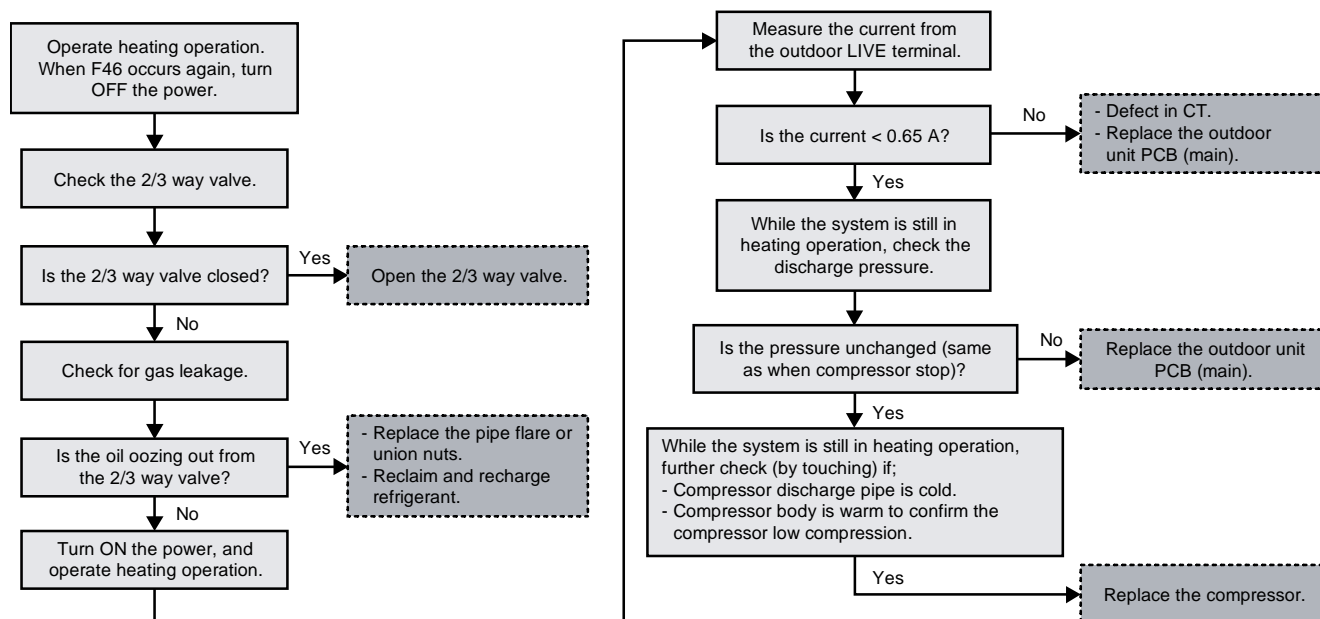 Operate heating operation.
When F46 occurs again, turn
OFF the power.
Check the 2/3 way valve.
Is the 2/3 way valve closed?
Yes
Open the 2/3 way valve.
No
Check for gas leakage.
Is the oil oozing out from
the 2/3 way valve?
Yes
- Replace the pipe flare or
union nuts.
- Reclaim and recharge
refrigerant.
No
Turn ON the power, and
operate heating operation.
Measure the current from
the outdoor LIVE terminal.
Is the current < 0.65 A?
No
- Defect in CT.
- Replace the outdoor
unit PCB (main).
Yes
While the system is still in
heating operation, check the
discharge pressure.
Is the pressure unchanged (same
as when compressor stop)?
No
Replace the outdoor unit
PCB (main).
Yes
While the system is still in heating operation,
further check (by touching) if;
- Compressor discharge pipe is cold.
- Compressor body is warm to confirm the
compressor low compression.
Yes
Replace the compressor.